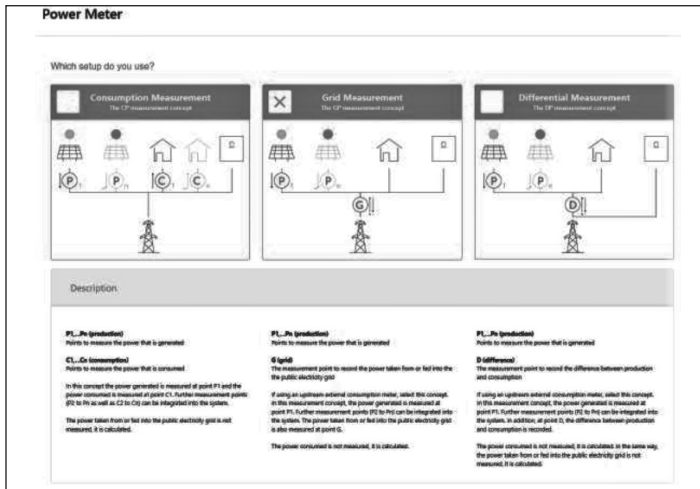 Power Meter
Which setup do you use?
Consumption Measurement
The CP measurement concept
Grid Measurement
The GP measurement concept
Differential Measurement
The DP measurement concept
P
P
C
C
P
P
G
P
P
D
Description
P1,...Pn (production)
Points to measure the power that is generated
C1,...Cn (consumption)
Points to measure the power that is consumed
In this concept the power generated is measured at point P1 and the
power consumed is measured at point C1. Further measurement points
(P2 to Pn as well as C2 to Cn) can be integrated into the system.
The power taken from or fed into the public electricity grid is not
measured, it is calculated.
P1,...Pn (production)
Points to measure the power that is generated
G (grid)
The measurement point to record the power taken from or fed into the
the public electricity grid
If using an upstream external consumption meter, select this concept.
In this measurement concept, the power generated is measured at
point P1. Further measurement points (P2 to Pn) can be integrated into
the system. The power taken from or fed into the public electricity grid
is also measured at point G.
The power consumed is not measured, it is calculated.
P1,...Pn (production)
Points to measure the power that is generated
D (difference)
The measurement point to record the difference between production
and consumption
If using an upstream external consumption meter, select this concept.
In this measurement concept, the power generated is measured at
point P1. Further measurement points (P2 to Pn) can be integrated into
the system. In addition, at point D, the difference between production
and consumption is recorded.
The power consumed is not measured, it is calculated. In the same way,
the power taken from or fed into the public electricity grid is not
measured, it is calculated.